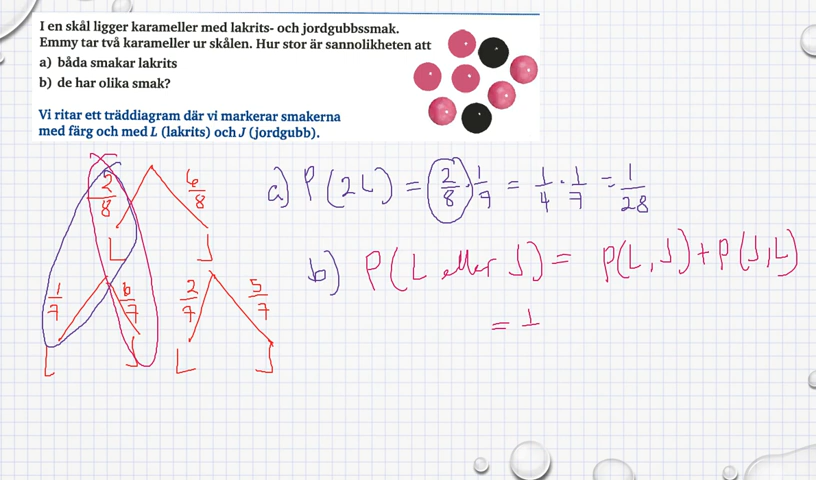 I en skål ligger karameller med lakrits- och jordgubbssmak.
Emmy tar två karameller ur skålen. Hur stor är sannolikheten att
a) båda smakar lakrits
b) de har olika smak?
Vi ritar ett träddiagram där vi markerar smakerna
med färg och med L (lakrits) och J (jordgubb).
2/8 6/8
L J
1/7 6/7 2/7 5/7
L J L J
a) P(2L) = 2/8 · 1/7 = 1/4 · 1/7 = 1/28
b) P(L eller J) = P(L, J) + P(J, L)
= 1